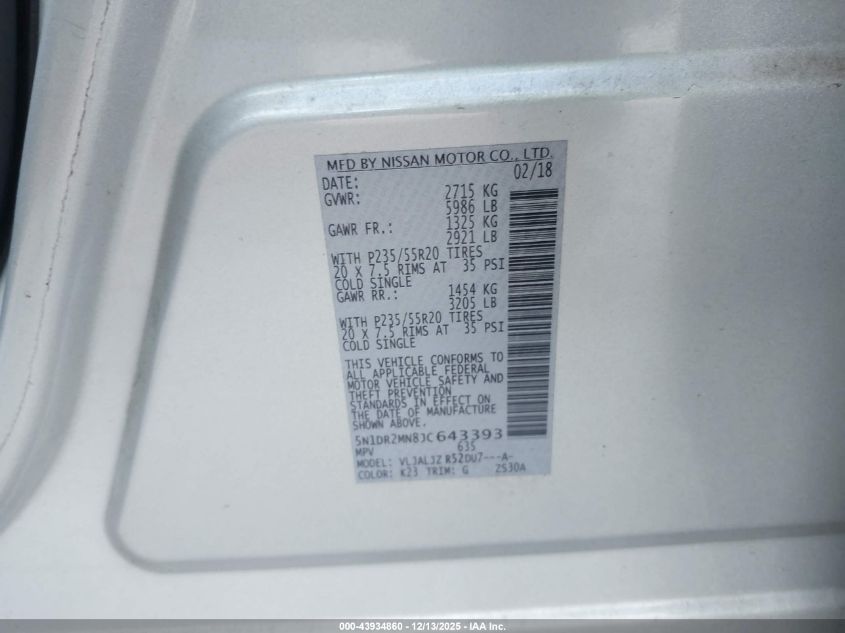 MFD BY NISSAN MOTOR CO., LTD.
DATE: 02/18
GVWR: 2715 KG
5986 LB
GAWR FR.: 1325 KG
2921 LB
WITH P235/55R20 TIRES
20 X 7.5 RIMS AT 35 PSI
COLD SINGLE
GAWR RR.: 1454 KG
3205 LB
WITH P235/55R20 TIRES
20 X 7.5 RIMS AT 35 PSI
COLD SINGLE
THIS VEHICLE CONFORMS TO
ALL APPLICABLE FEDERAL
MOTOR VEHICLE SAFETY AND
THEFT PREVENTION
STANDARDS IN EFFECT ON
THE DATE OF MANUFACTURE
SHOWN ABOVE.
5N1DR2MN8JC643393
MPV 635
MODEL: VLJALJZ R52DU7---A-
COLOR: K23 TRIM: G 2S30A
000-43934860 - 12/13/2025 - IAA Inc.